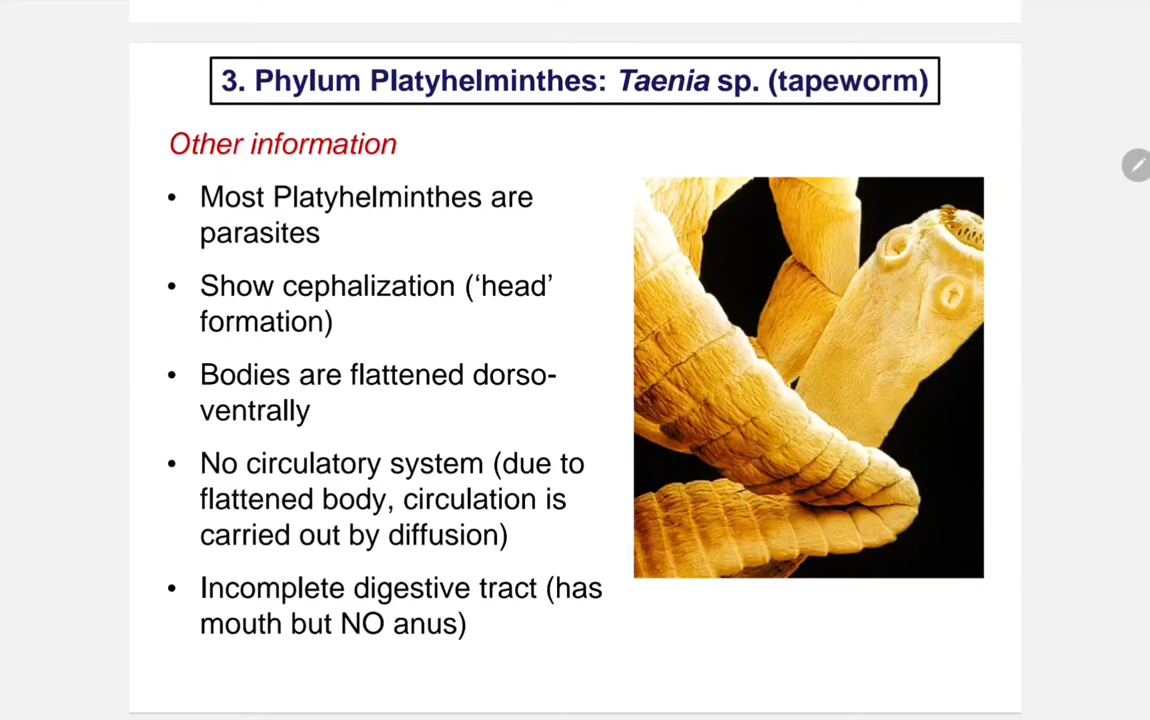 3. Phylum Platyhelminthes: Taenia sp. (tapeworm)
Other information
• Most Platyhelminthes are
parasites
• Show cephalization (‘head’
formation)
• Bodies are flattened dorso-
ventrally
• No circulatory system (due to
flattened body, circulation is
carried out by diffusion)
• Incomplete digestive tract (has
mouth but NO anus)